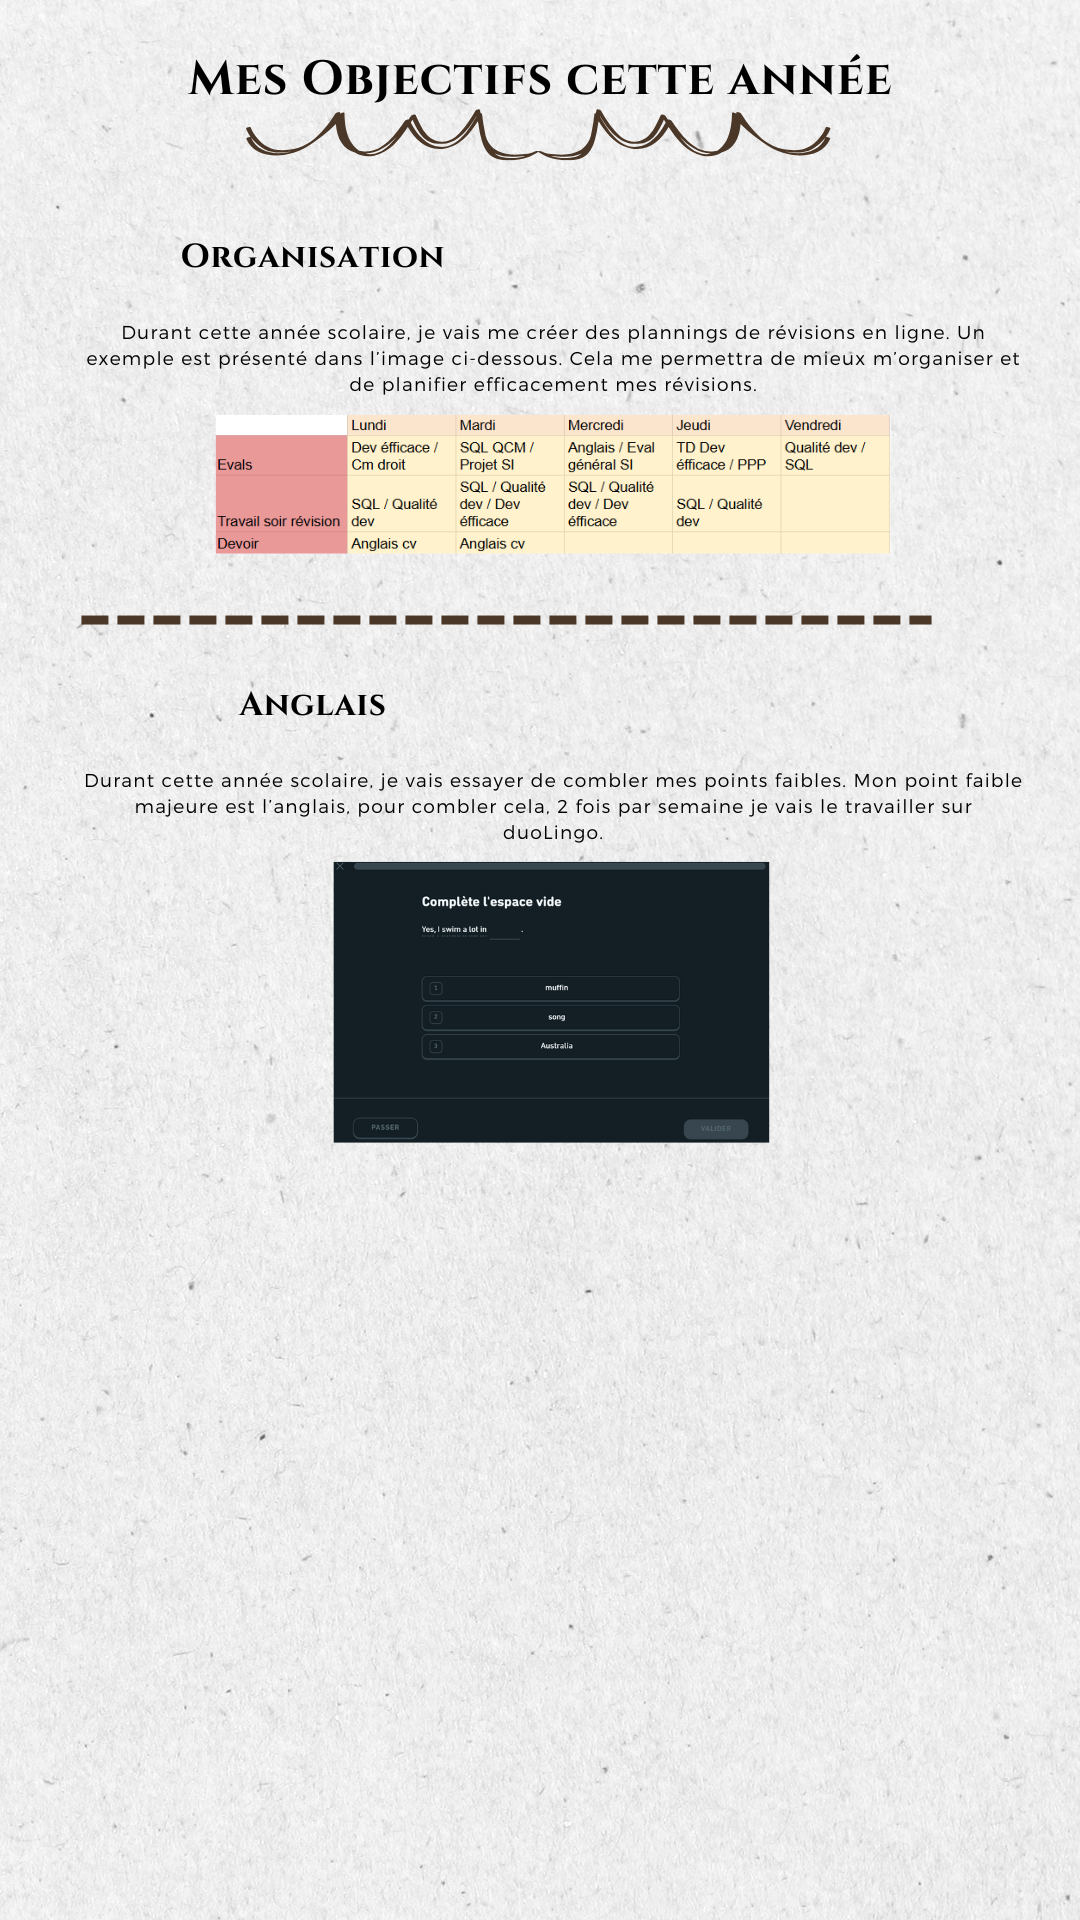 Mes Objectifs cette année
Organisation
Durant cette année scolaire, je vais me créer des plannings de révisions en ligne. Un
exemple est présenté dans l’image ci-dessous. Cela me permettra de mieux m’organiser et
de planifier efficacement mes révisions.
Lundi Mardi Mercredi Jeudi Vendredi
Dev éfficace / SQL QCM / Anglais / Eval TD Dev Qualité dev /
Evals Cm droit Projet SI général SI éfficace / PPP SQL
SQL / Qualité SQL / Qualité
SQL / Qualité dev / Dev dev / Dev SQL / Qualité
Travail soir révision dev éfficace éfficace dev
Devoir Anglais cv Anglais cv
Anglais
Durant cette année scolaire, je vais essayer de combler mes points faibles. Mon point faible
majeure est l’anglais, pour combler cela, 2 fois par semaine je vais le travailler sur
duoLingo.
Complète l'espace vide
Yes, I swim a lot in ______ .
1 muffin
2 song
3 Australia
PASSER VALIDER